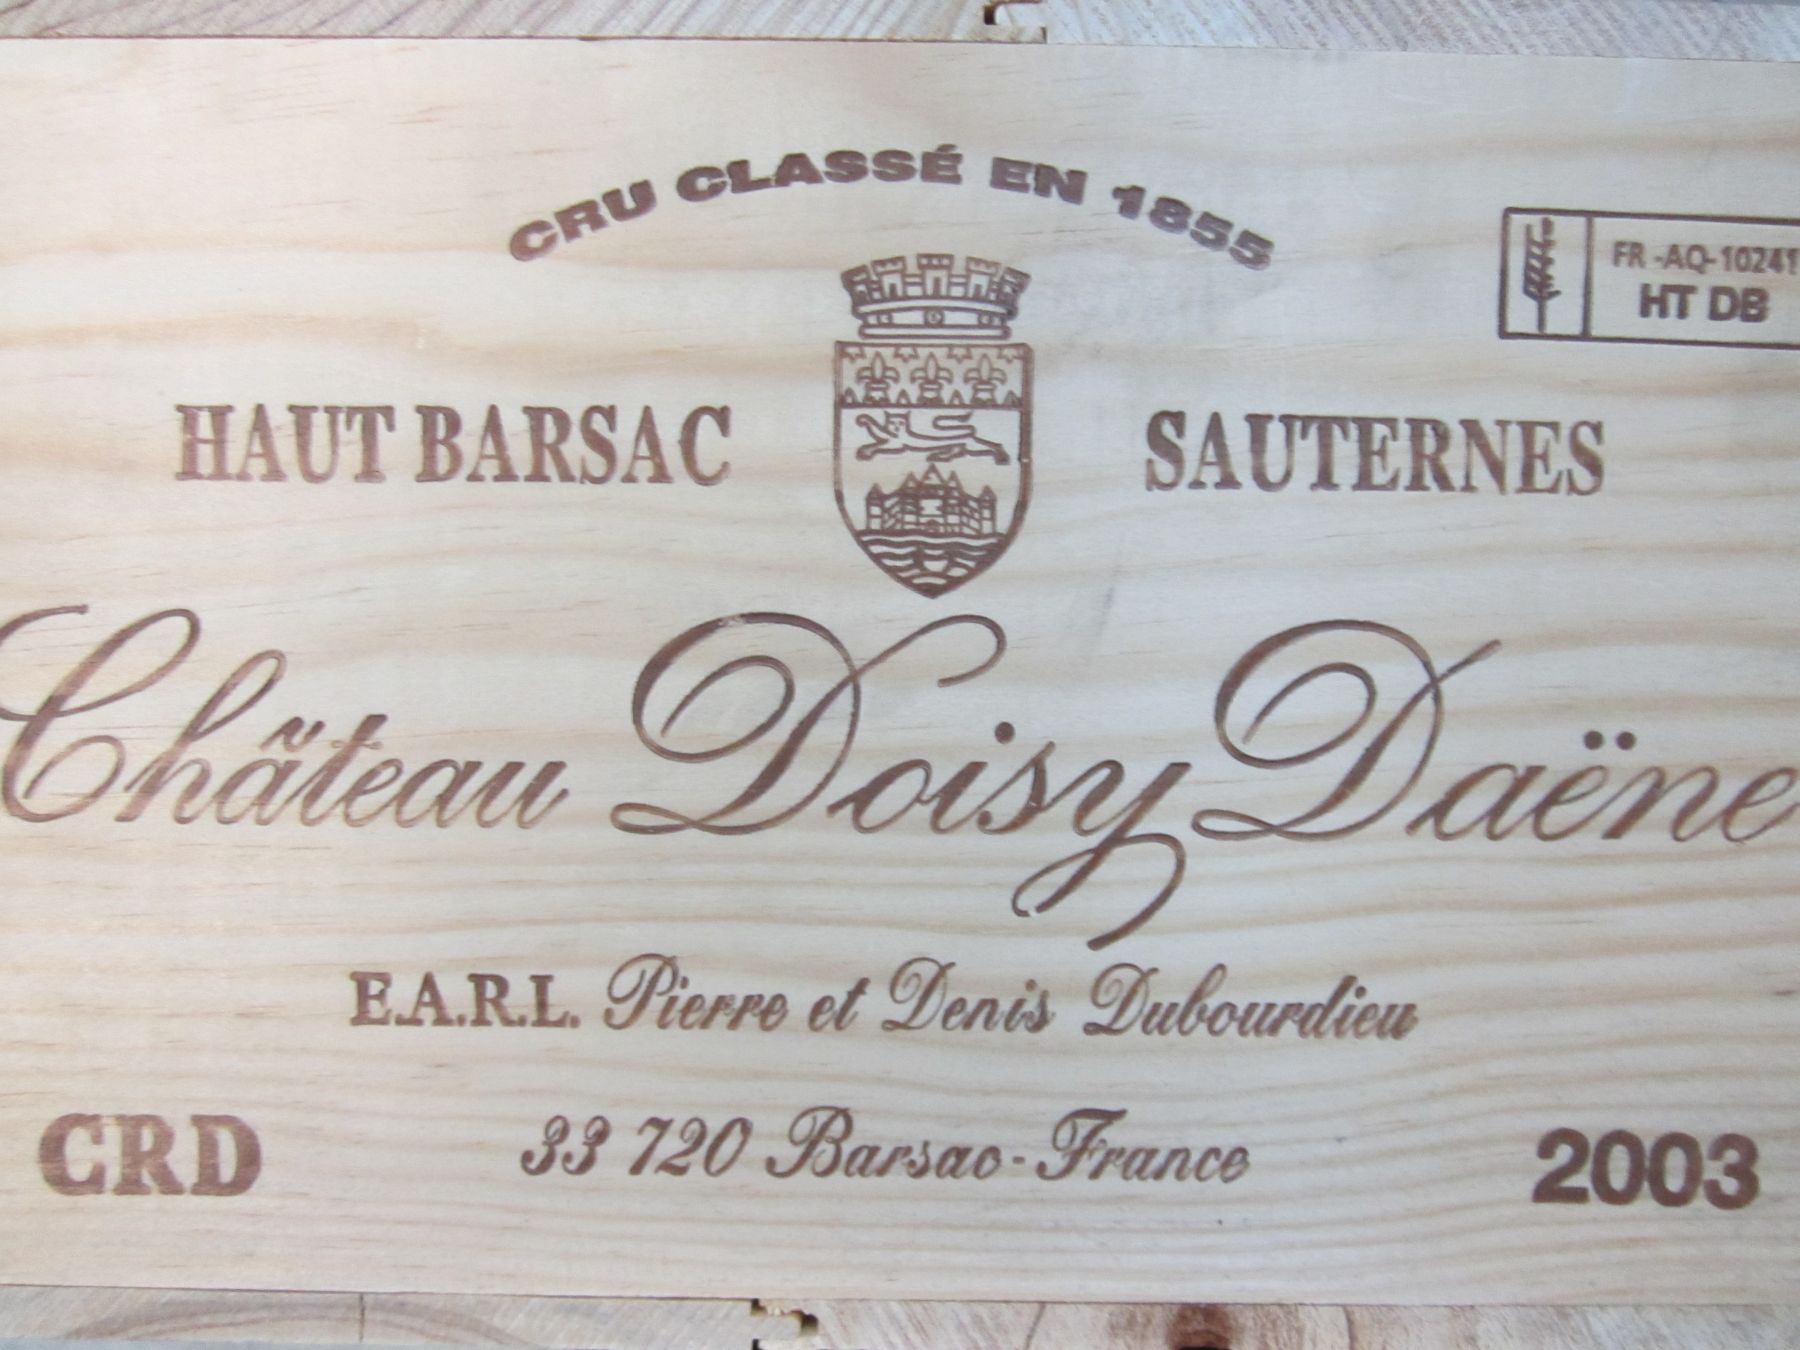 CRU CLASSÉ EN 1855
FR-AQ-10241
HT DB
HAUT BARSAC SAUTERNES
Château Doisy Daëne
E.A.R.L. Pierre et Denis Dubourdieu
CRD 33 720 Barsac-France 2003